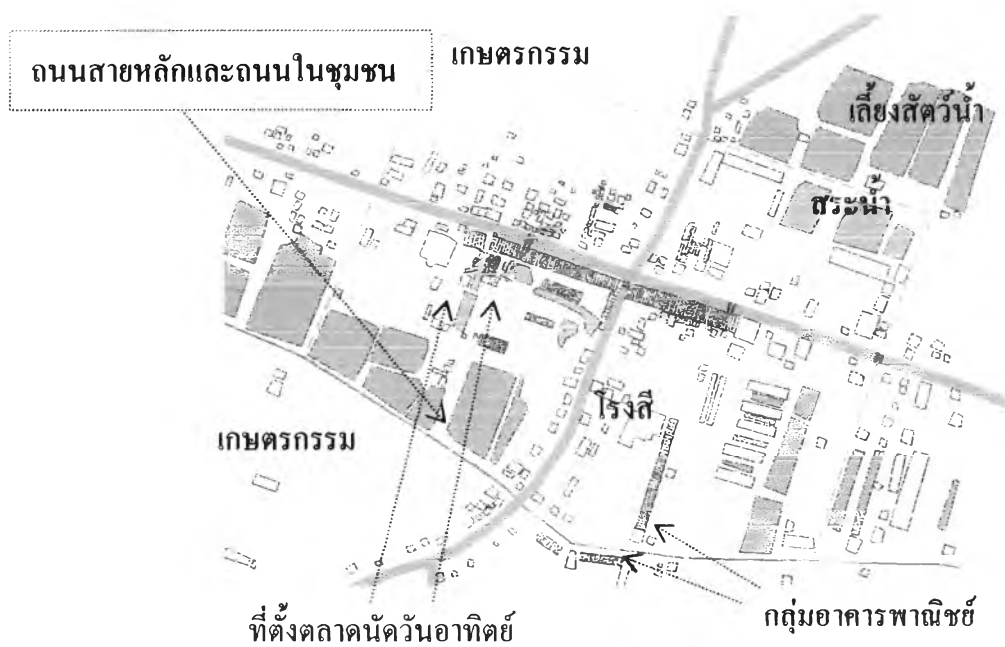 เกษตรกรรม
ถนนสายหลักและถนนในชุมชน
เลี้ยงสัตว์น้ำ
สระน้ำ
โรงสี
เกษตรกรรม
กลุ่มอาคารพาณิชย์
ที่ตั้งตลาดนัดวันอาทิตย์